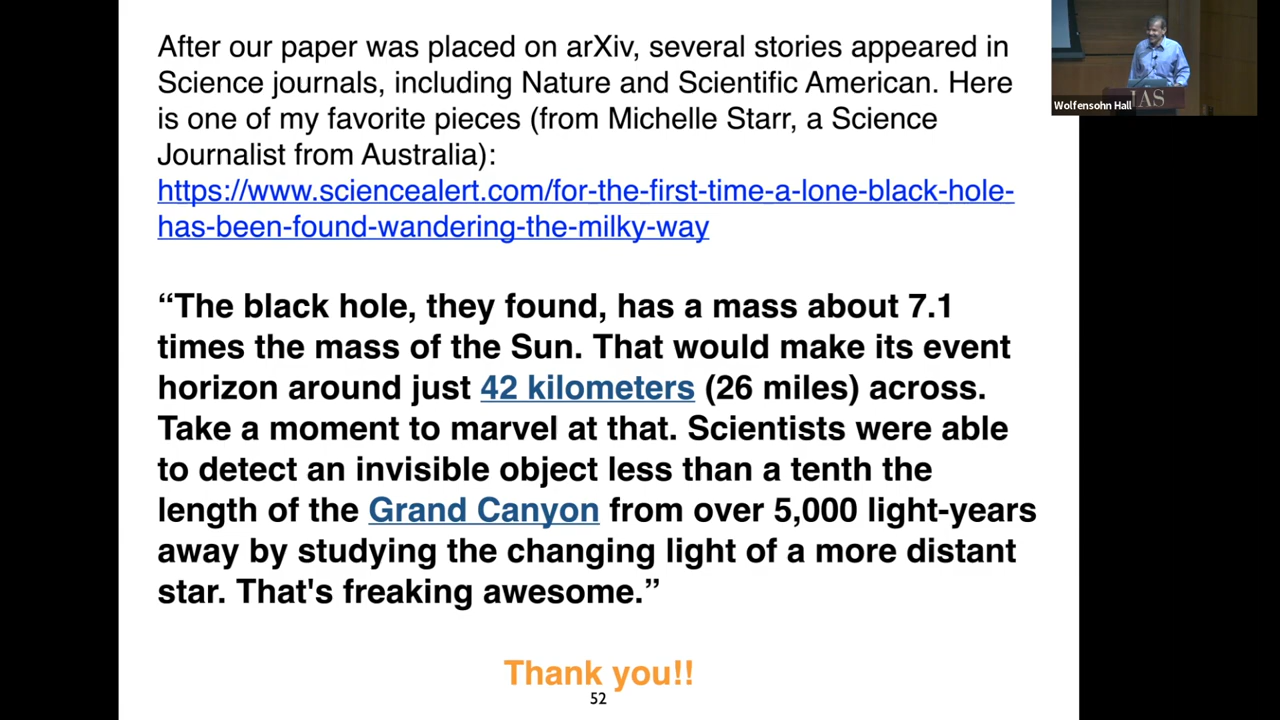 After our paper was placed on arXiv, several stories appeared in
Science journals, including Nature and Scientific American. Here
is one of my favorite pieces (from Michelle Starr, a Science
Journalist from Australia):
https://www.sciencealert.com/for-the-first-time-a-lone-black-hole-
has-been-found-wandering-the-milky-way
“The black hole, they found, has a mass about 7.1
times the mass of the Sun. That would make its event
horizon around just 42 kilometers (26 miles) across.
Take a moment to marvel at that. Scientists were able
to detect an invisible object less than a tenth the
length of the Grand Canyon from over 5,000 light-years
away by studying the changing light of a more distant
star. That's freaking awesome.”
Thank you!!
52
Wolfensohn Hall
IAS